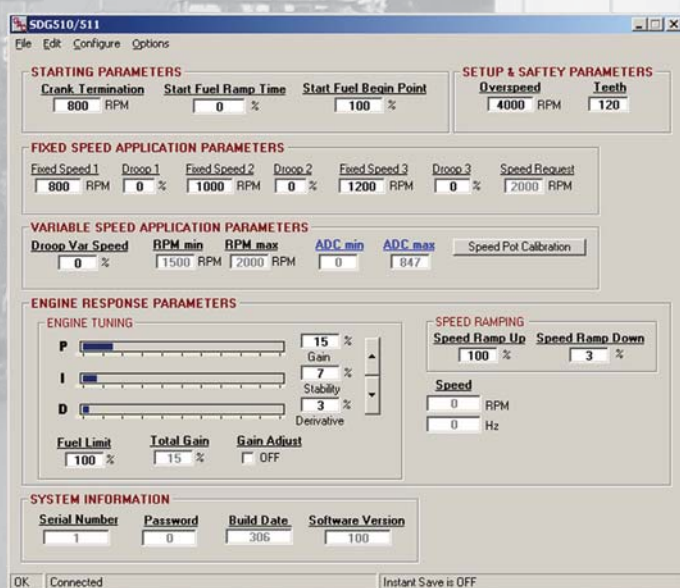 SDG510/511
File Edit Configure Options
STARTING PARAMETERS
Crank Termination Start Fuel Ramp Time Start Fuel Begin Point
800 RPM 0 % 100 %
SETUP & SAFTEY PARAMETERS
Overspeed Teeth
4000 RPM 120
FIXED SPEED APPLICATION PARAMETERS
Fixed Speed 1 Droop 1 Fixed Speed 2 Droop 2 Fixed Speed 3 Droop 3 Speed Request
800 RPM 0 % 1000 RPM 0 % 1200 RPM 0 % 2000 RPM
VARIABLE SPEED APPLICATION PARAMETERS
Droop Var Speed RPM min RPM max ADC min ADC max Speed Pot Calibration
0 % 1500 RPM 2000 RPM 0 847
ENGINE RESPONSE PARAMETERS
ENGINE TUNING
P 15 %
Gain
I 7 %
Stability
D 3 %
Derivative
Fuel Limit Total Gain Gain Adjust
100 % 15 % OFF
SPEED RAMPING
Speed Ramp Up Speed Ramp Down
100 % 3 %
Speed
0 RPM
0 Hz
SYSTEM INFORMATION
Serial Number Password Build Date Software Version
1 0 306 100
OK Connected Instant Save is OFF